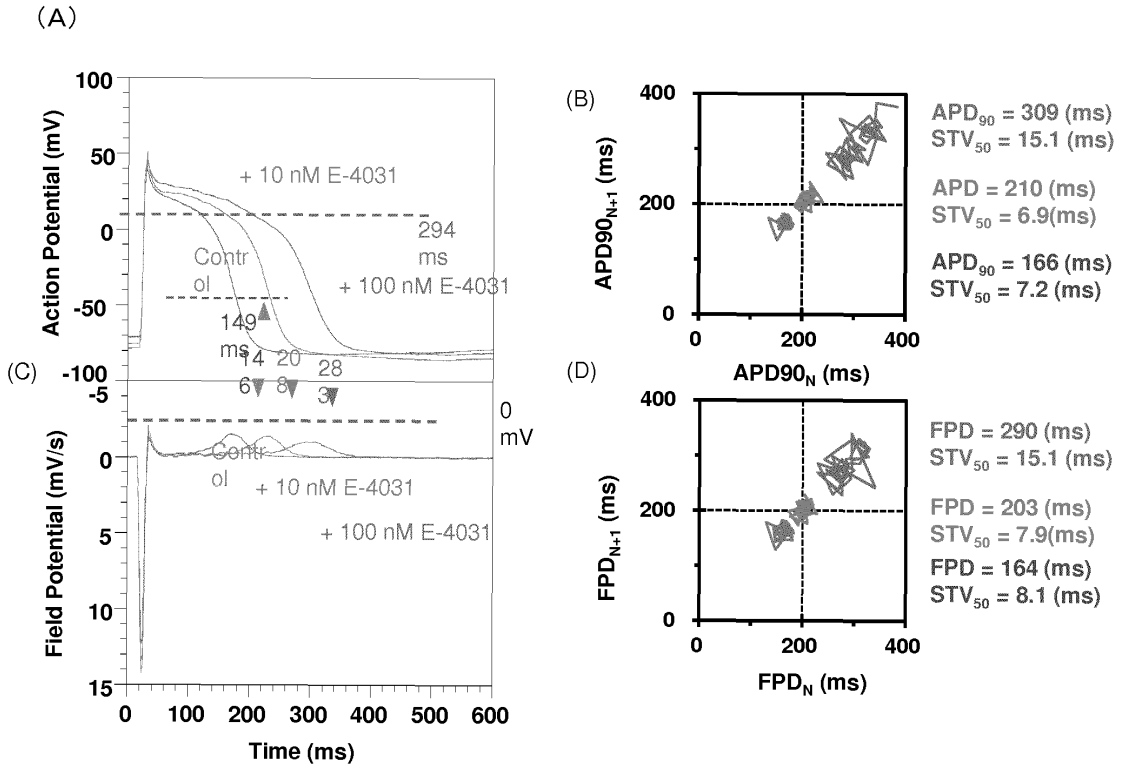 (A)
100
50
0
-50
-100
Action Potential (mV)
+ 10 nM E-4031
294
ms
Contr
ol
+ 100 nM E-4031
149
ms
14
6
20
8
28
3
(C)
-5
0
5
10
15
Field Potential (mV/s)
0
mV
Contr
ol
+ 10 nM E-4031
+ 100 nM E-4031
0 100 200 300 400 500 600
Time (ms)
(B)
400
200
0
APD90N+1 (ms)
0 200 400
APD90N (ms)
APD90 = 309 (ms)
STV50 = 15.1 (ms)
APD = 210 (ms)
STV50 = 6.9(ms)
APD90 = 166 (ms)
STV50 = 7.2 (ms)
(D)
400
200
0
FPDN+1 (ms)
0 200 400
FPDN (ms)
FPD = 290 (ms)
STV50 = 15.1 (ms)
FPD = 203 (ms)
STV50 = 7.9(ms)
FPD = 164 (ms)
STV50 = 8.1 (ms)